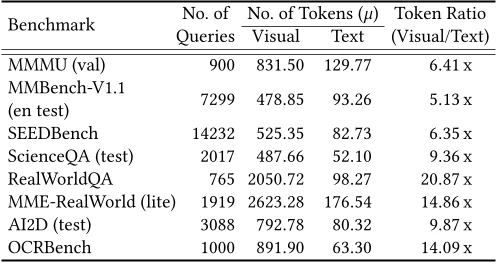 Benchmark No. of Queries No. of Tokens (μ) Visual Text Token Ratio (Visual/Text)
MMMU (val) 900 831.50 129.77 6.41 x
MMBench-V1.1 (en test) 7299 478.85 93.26 5.13 x
SEEDBench 14232 525.35 82.73 6.35 x
ScienceQA (test) 2017 487.66 52.10 9.36 x
RealWorldQA 765 2050.72 98.27 20.87 x
MME-RealWorld (lite) 1919 2623.28 176.54 14.86 x
AI2D (test) 3088 792.78 80.32 9.87 x
OCRBench 1000 891.90 63.30 14.09 x